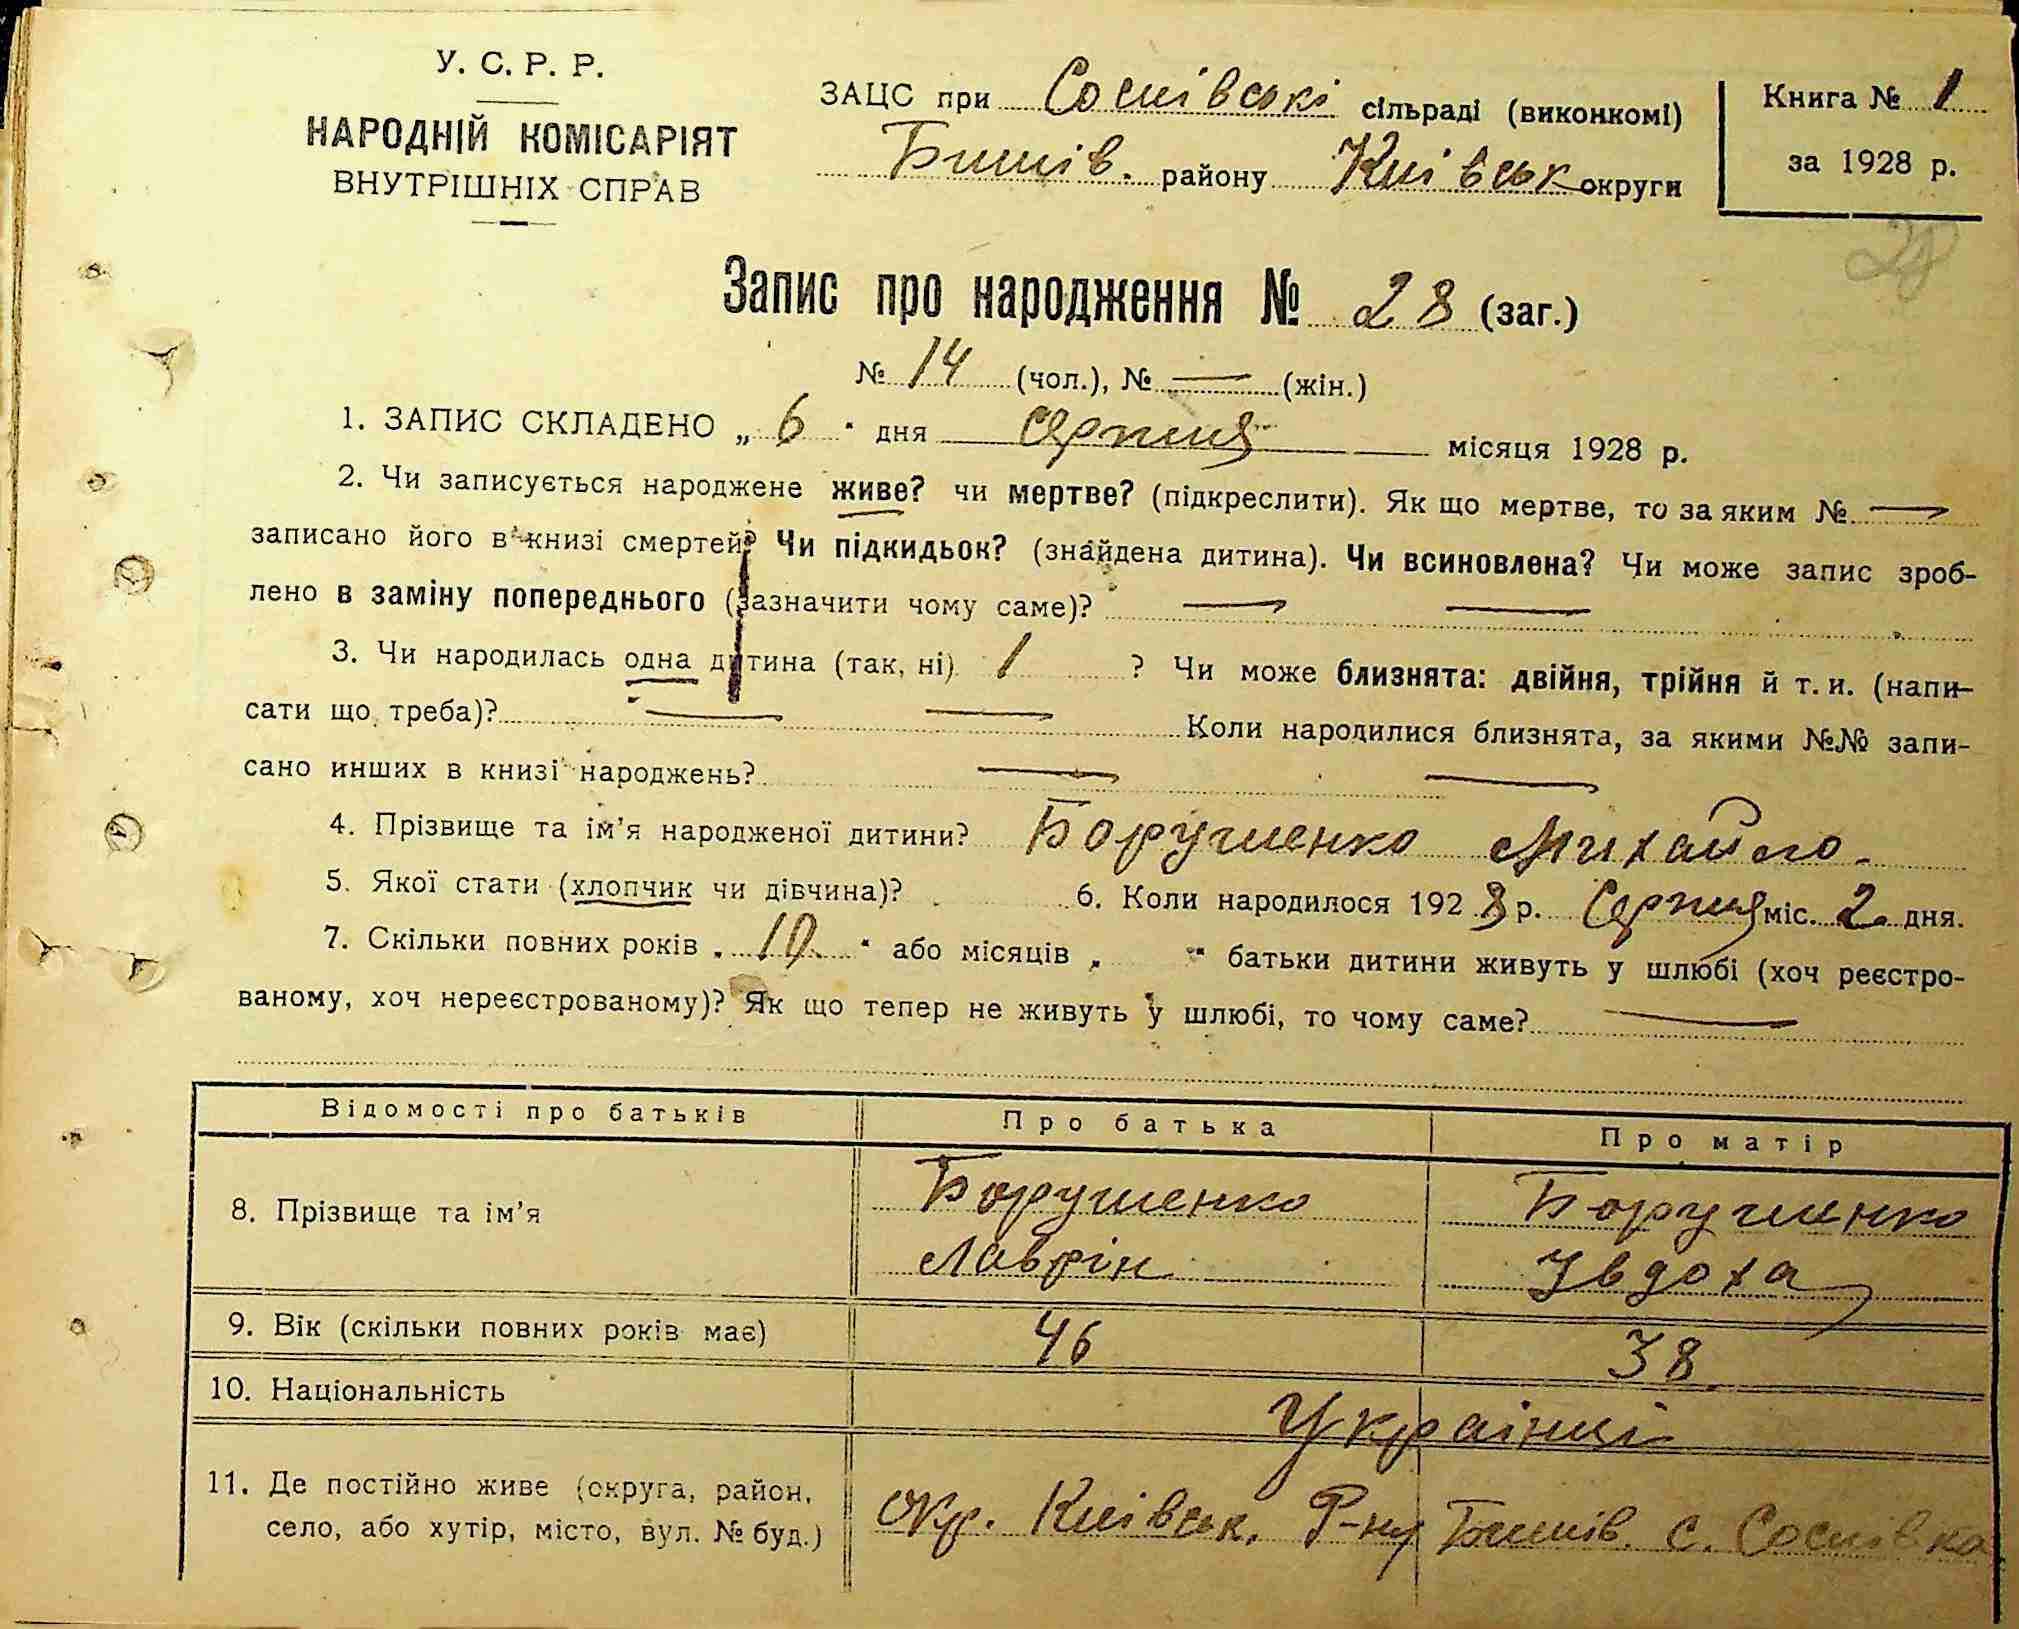 У. С. Р. Р.
НАРОДНІЙ КОМІСАРІЯТ
ВНУТРІШНІХ СПРАВ
ЗАЦС при Соснівські сільраді (виконкомі)
Бишів. району Київськ округи
Книга № 1
за 1928 р.
28
Запис про народження № 28 (заг.)
№ 14 (чол.), № — (жін.)
1. ЗАПИС СКЛАДЕНО „ 6 “ дня серпня місяця 1928 р.
2. Чи записується народжене живе? чи мертве? (підкреслити). Як що мертве, то за яким № —
записано його в книзі смертей? Чи підкидьок? (знайдена дитина). Чи всиновлена? Чи може запис зроб-
лено в заміну попереднього (зазначити чому саме)? — —
3. Чи народилась одна дитина (так, ні) 1 ? Чи може близнята: двійня, трійня й т. и. (напи-
сати що треба)? — — Коли народилися близнята, за якими №№ запи-
сано инших в книзі народжень? — —
4. Прізвище та ім’я народженої дитини? Борушенко Михайло.
5. Якої стати (хлопчик чи дівчина)? 6. Коли народилося 1928 р. Серпня міс. 2 дня.
7. Скільки повних років „ 10 “ або місяців „ “ батьки дитини живуть у шлюбі (хоч реєстро-
ваному, хоч нереєстрованому)? Як що тепер не живуть у шлюбі, то чому саме? —
Відомості про батьків Про батька Про матір
8. Прізвище та ім’я Борушенко Борушенко
Лаврін Івдоха
9. Вік (скільки повних років має) 46 38
10. Національність Українці
11. Де постійно живе (округа, район,
село, або хутір, місто, вул. № буд.) Окр. Київськ. Р-ну Бишів. с. Соснівка